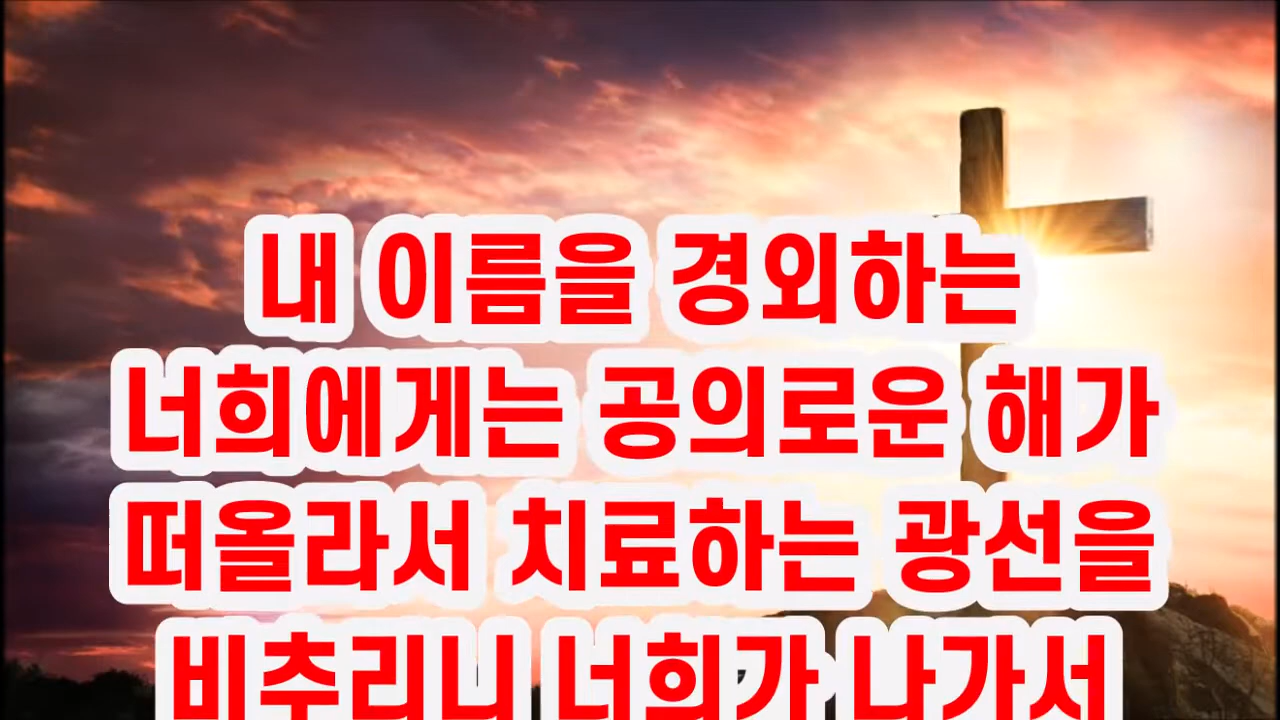 내 이름을 경외하는
너희에게는 공의로운 해가
떠올라서 치료하는 광선을
비추리니 너희가 나가서